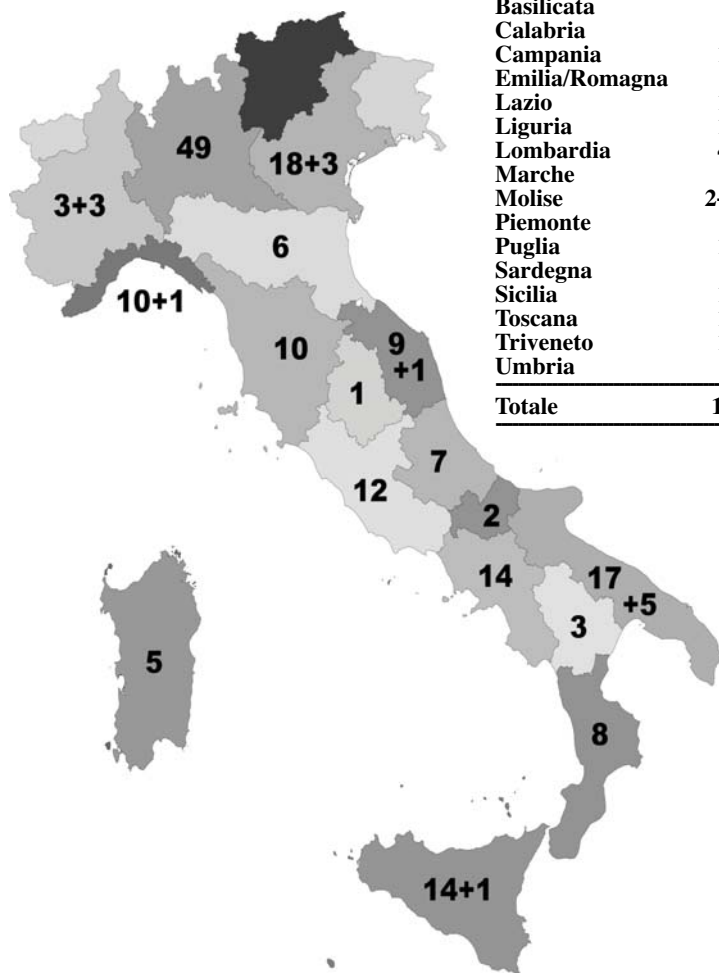 Basilicata
Calabria
Campania
Emilia/Romagna
Lazio
Liguria
Lombardia
Marche
Molise 2-
Piemonte
Puglia
Sardegna
Sicilia
Toscana
Triveneto
Umbria
Totale 1
49
18+3
3+3
6
10+1
10
9
+1
1
7
12
2
14
17
+5
3
5
8
14+1